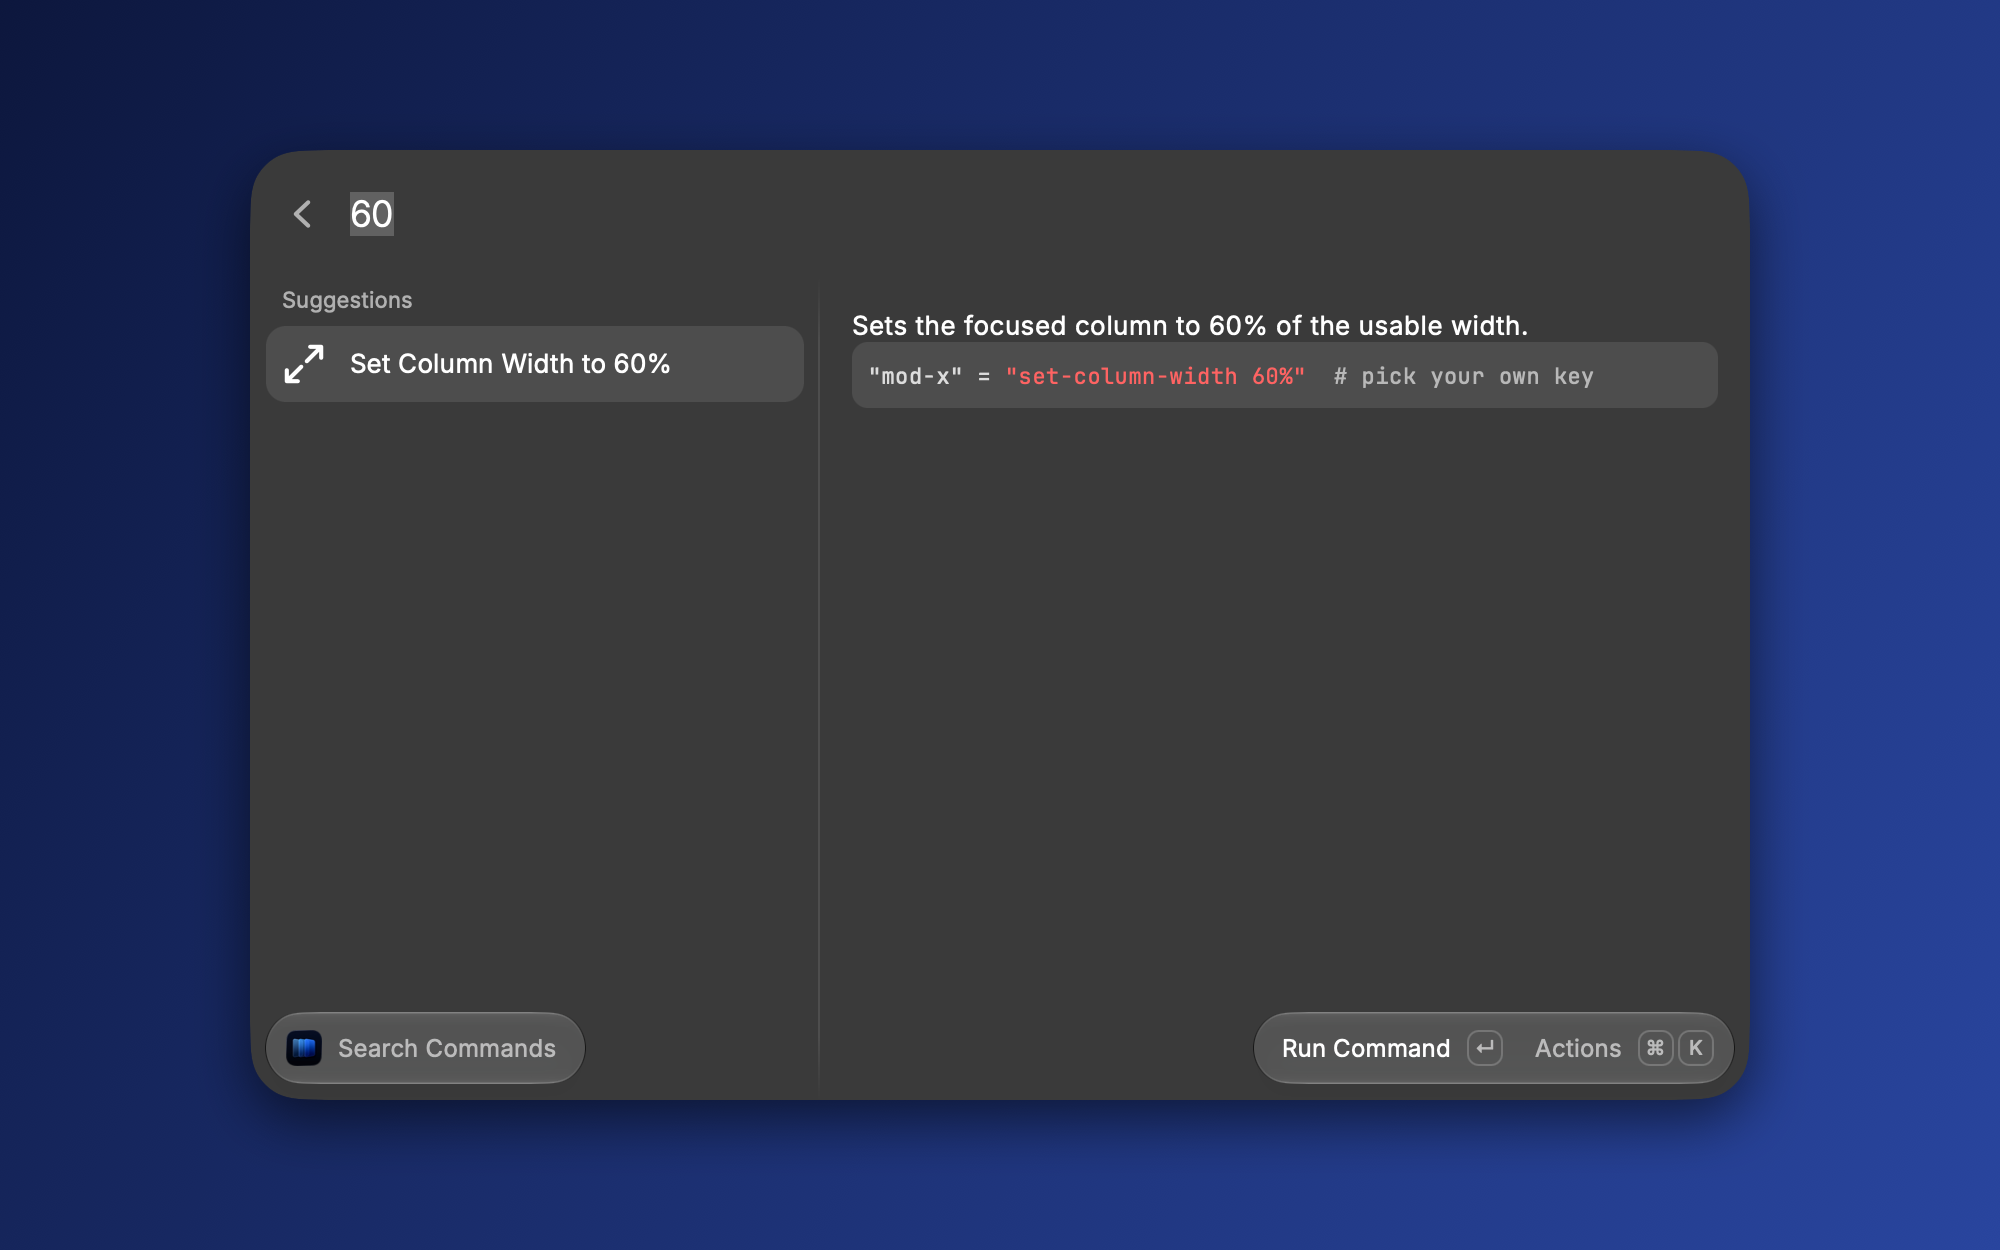 60
Suggestions
Set Column Width to 60%
Sets the focused column to 60% of the usable width.
"mod-x" = "set-column-width 60%"  # pick your own key
Search Commands
Run Command ↵ Actions ⌘ K